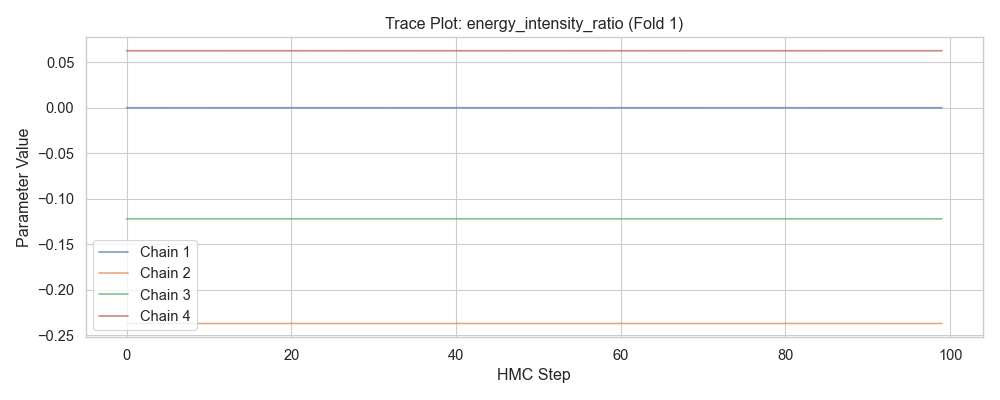 Trace Plot: energy_intensity_ratio (Fold 1)
Parameter Value
0.05
0.00
−0.05
−0.10
−0.15
−0.20
−0.25
Chain 1
Chain 2
Chain 3
Chain 4
0 20 40 60 80 100
HMC Step